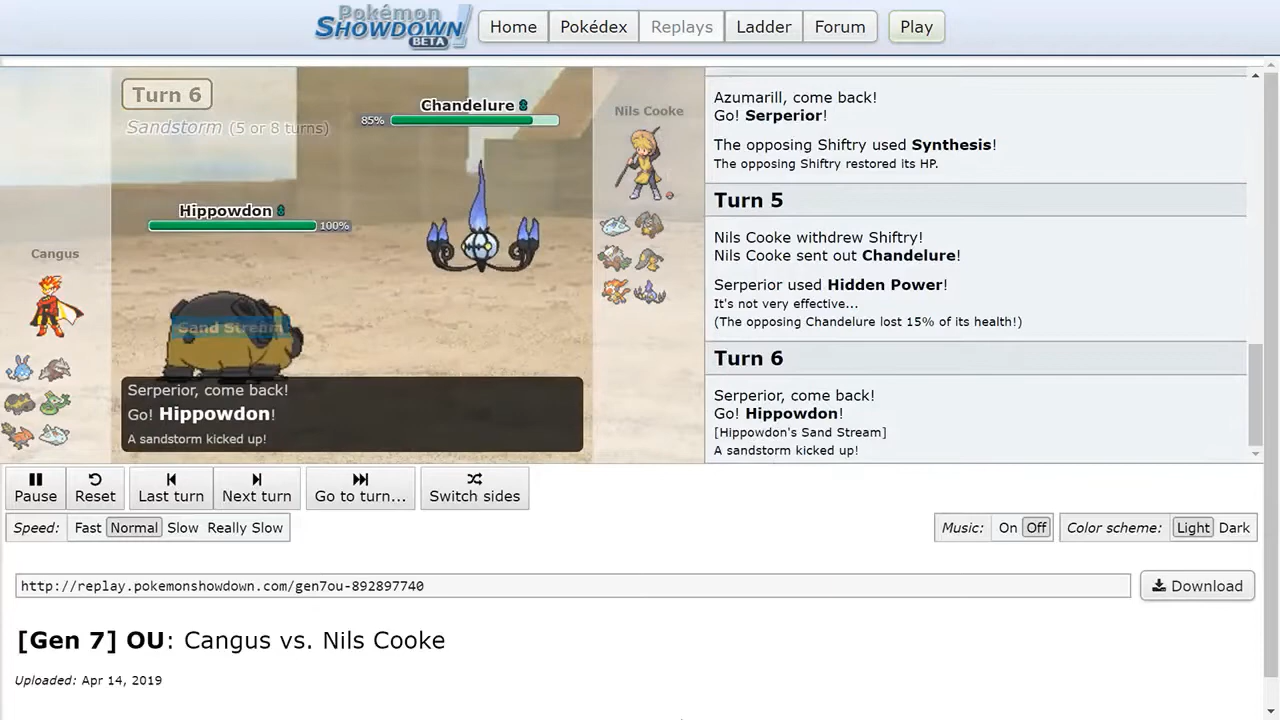 Pokémon
SHOWDOWN
BETA
Home
Pokédex
Replays
Ladder
Forum
Play
Turn 6
Sandstorm (5 or 8 turns)
Chandelure
85%
Nils Cooke
Hippowdon
100%
Cangus
Sand Stream
Serperior, come back!
Go! Hippowdon!
A sandstorm kicked up!
Azumarill, come back!
Go! Serperior!
The opposing Shiftry used Synthesis!
The opposing Shiftry restored its HP.
Turn 5
Nils Cooke withdrew Shiftry!
Nils Cooke sent out Chandelure!
Serperior used Hidden Power!
It's not very effective...
(The opposing Chandelure lost 15% of its health!)
Turn 6
Serperior, come back!
Go! Hippowdon!
[Hippowdon's Sand Stream]
A sandstorm kicked up!
Pause
Reset
Last turn
Next turn
Go to turn...
Switch sides
Speed: Fast Normal Slow Really Slow
Music: On Off
Color scheme: Light Dark
http://replay.pokemonshowdown.com/gen7ou-892897740
Download
[Gen 7] OU: Cangus vs. Nils Cooke
Uploaded: Apr 14, 2019